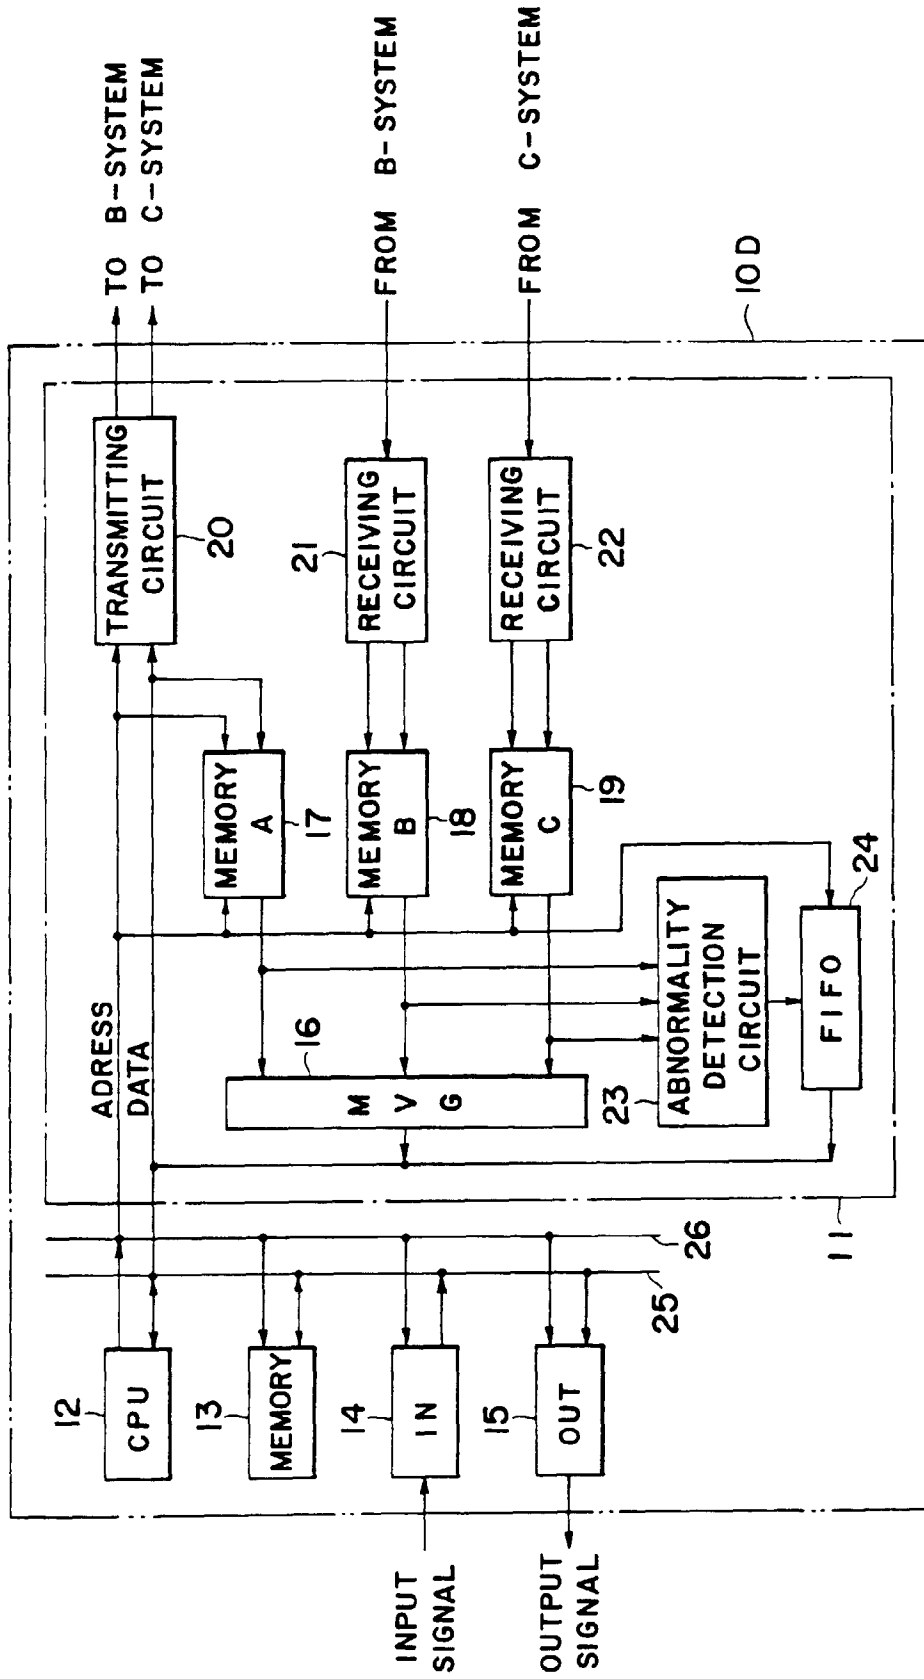 TO B-SYSTEM
TO C-SYSTEM
FROM B-SYSTEM
FROM C-SYSTEM
10D
TRANSMITTING
CIRCUIT
20
21
RECEIVING
CIRCUIT
RECEIVING
CIRCUIT
22
MEMORY
A
17
MEMORY
B
18
MEMORY
C
19
ADRESS
DATA
16
M V G
23
ABNORMALITY
DETECTION
CIRCUIT
24
FIFO
11
26
25
12
CPU
13
MEMORY
14
IN
15
OUT
INPUT
SIGNAL
OUTPUT
SIGNAL